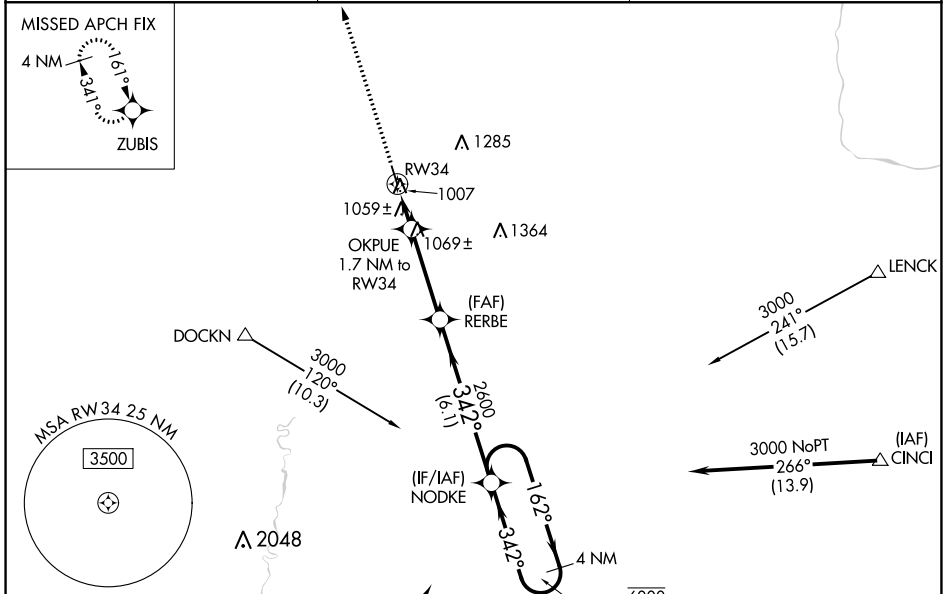 MISSED APCH FIX
4 NM
161°
341°
ZUBIS
1285
RW34
1007
1059±
1069±
1364
OKPUE
1.7 NM to
RW34
LENCK
3000
241°
(15.7)
(FAF)
RERBE
DOCKN
3000
120°
(10.3)
2600
342°
(6.1)
MSA RW34 25 NM
3500
3000 NoPT
266°
(13.9)
(IAF)
CINCI
(IF/IAF)
NODKE
162°
342°
4 NM
2048